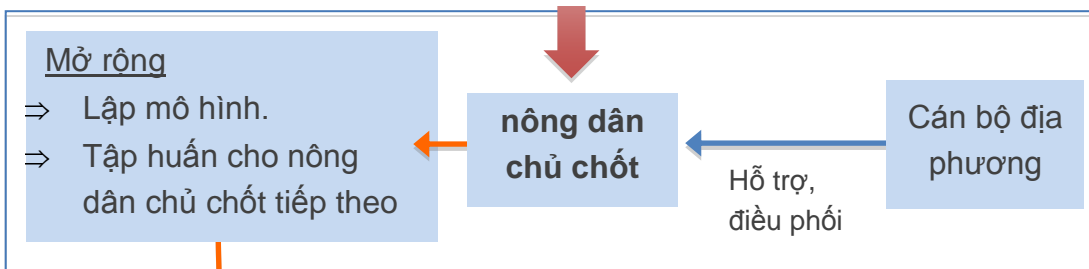 Mở rộng
⇒ Lập mô hình.
⇒ Tập huấn cho nông
dân chủ chốt tiếp theo
nông dân
chủ chốt
Hỗ trợ,
điều phối
Cán bộ địa
phương